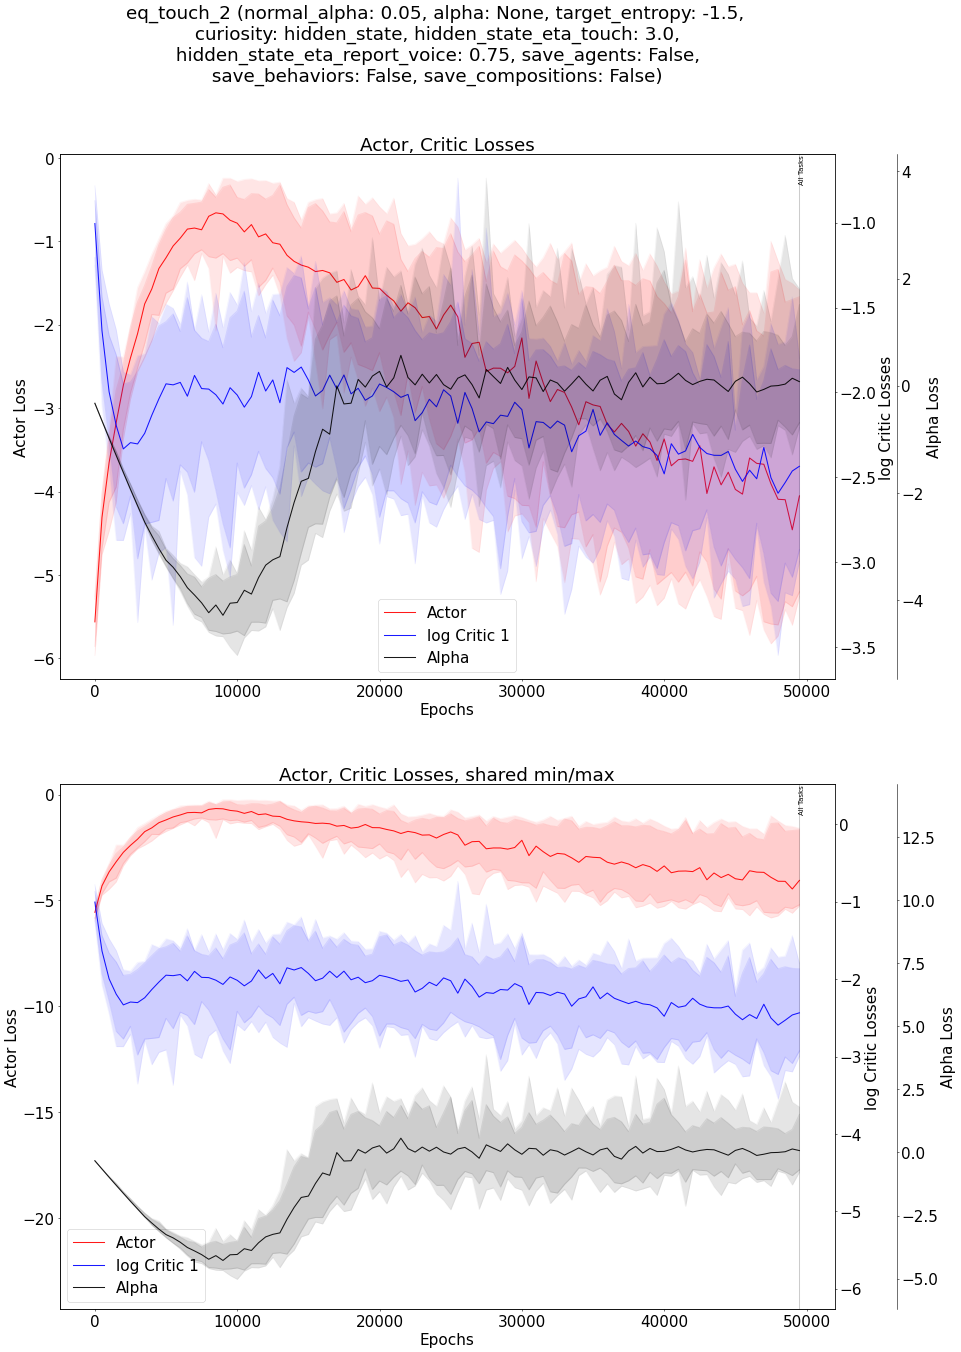 eq_touch_2 (normal_alpha: 0.05, alpha: None, target_entropy: -1.5,
curiosity: hidden_state, hidden_state_eta_touch: 3.0,
hidden_state_eta_report_voice: 0.75, save_agents: False,
save_behaviors: False, save_compositions: False)
Actor, Critic Losses
All Tasks
0
−1
−2
−3
−4
−5
−6
Actor Loss
−1.0
−1.5
−2.0
−2.5
−3.0
−3.5
log Critic Losses
4
2
0
−2
−4
Alpha Loss
Actor
log Critic 1
Alpha
0 10000 20000 30000 40000 50000
Epochs
Actor, Critic Losses, shared min/max
All Tasks
0
−5
−10
−15
−20
Actor Loss
0
−1
−2
−3
−4
−5
−6
log Critic Losses
12.5
10.0
7.5
5.0
2.5
0.0
−2.5
−5.0
Alpha Loss
Actor
log Critic 1
Alpha
0 10000 20000 30000 40000 50000
Epochs